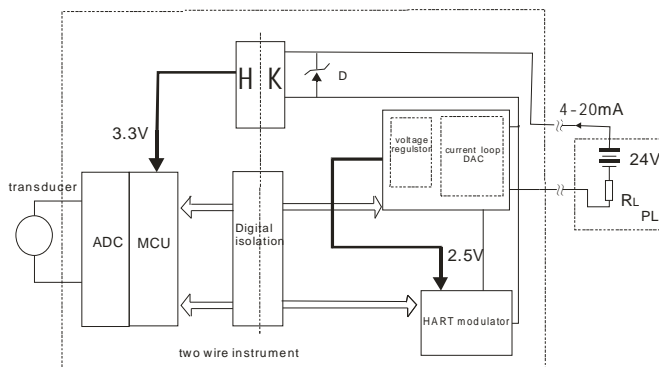 H K
D
4-20mA
3.3V
voltage
regulstor
current loop
DAC
24V
RL
PL
transducer
ADC
MCU
Digital
isolation
2.5V
HART modulator
two wire instrument